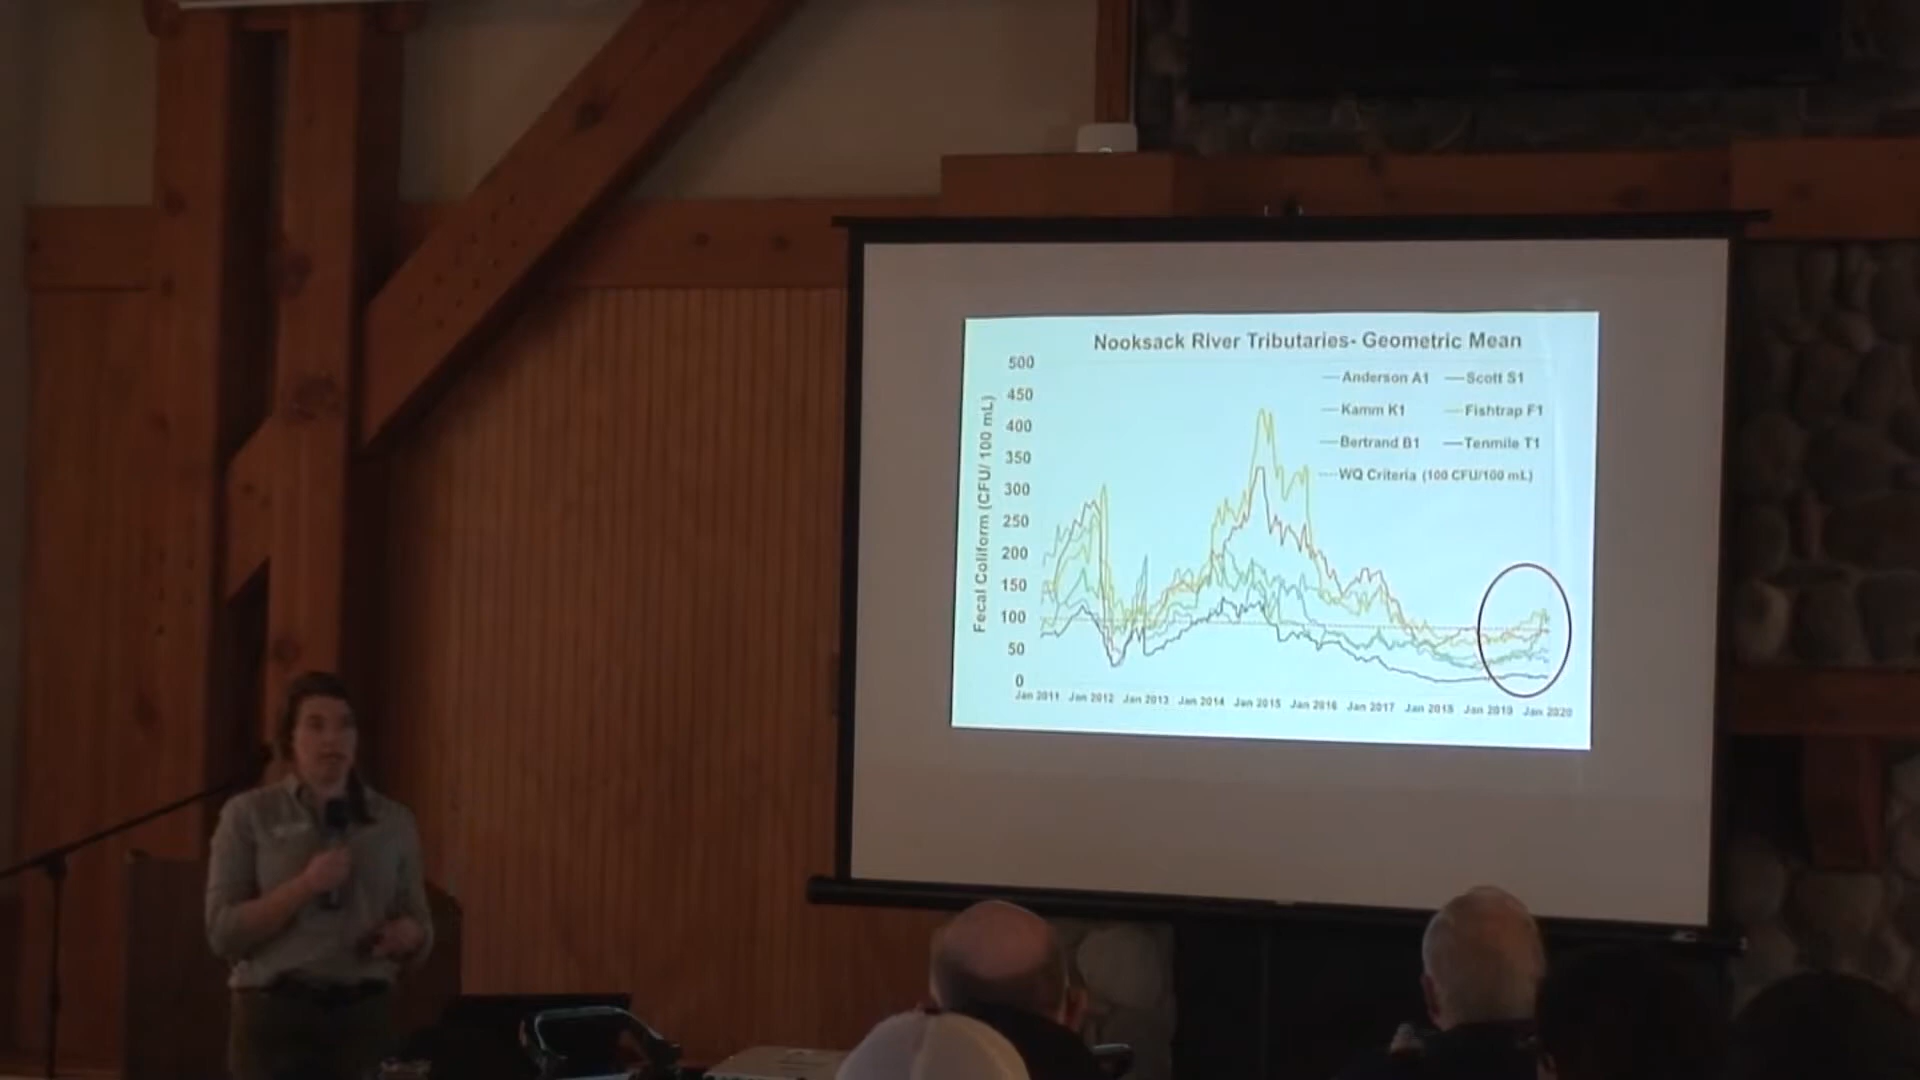 Nooksack River Tributaries- Geometric Mean
Fecal Coliform (CFU/ 100 mL)
500
450
400
350
300
250
200
150
100
50
0
Anderson A1 Scott S1
Kamm K1 Fishtrap F1
Bertrand B1 Tenmile T1
WQ Criteria (100 CFU/100 mL)
Jan 2011 Jan 2012 Jan 2013 Jan 2014 Jan 2015 Jan 2016 Jan 2017 Jan 2018 Jan 2019 Jan 2020